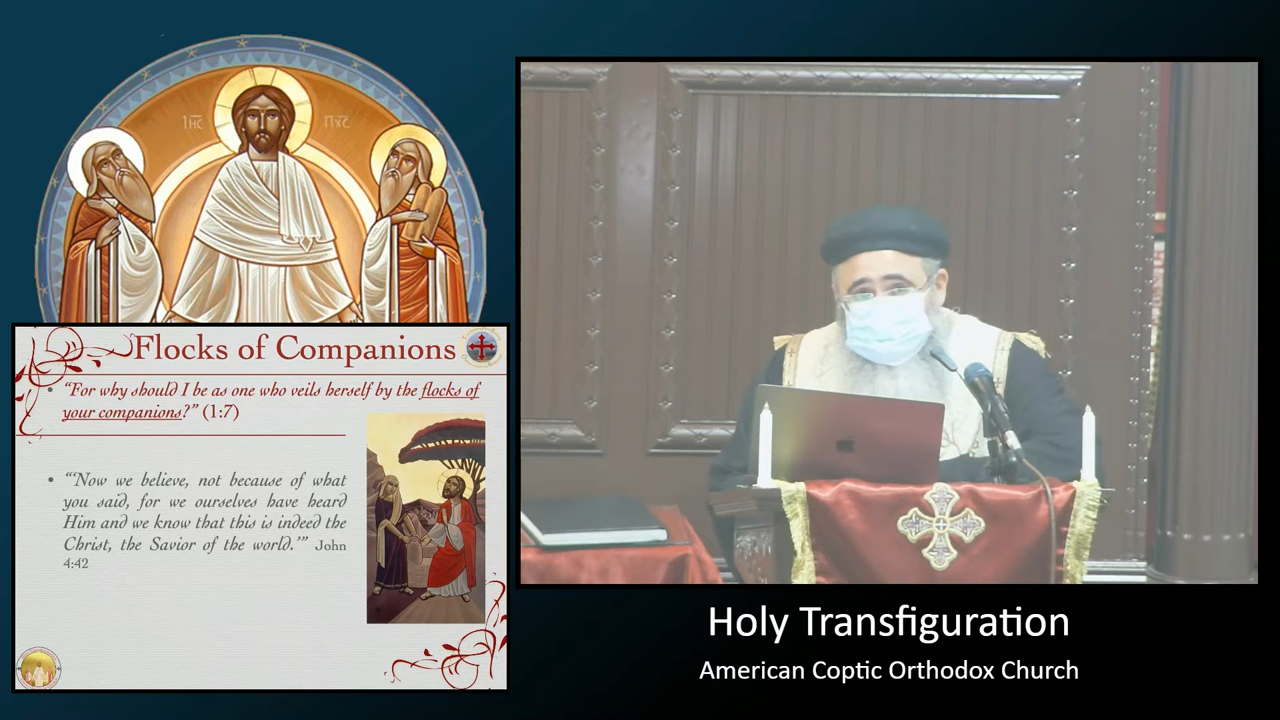 ⲒⲎⲤ ⲠⲬⲤ
Flocks of Companions
• “For why should I be as one who veils herself by the flocks of
your companions?” (1:7)
• “‘Now we believe, not because of what
you said, for we ourselves have heard
Him and we know that this is indeed the
Christ, the Savior of the world.’” John
4:42
Holy Transfiguration
American Coptic Orthodox Church